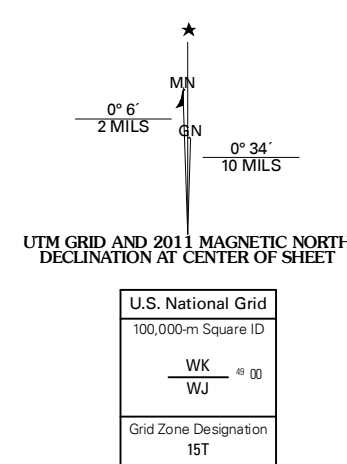 ★
MN
0° 6´
2 MILS
GN
0° 34´
10 MILS
UTM GRID AND 2011 MAGNETIC NORTH
DECLINATION AT CENTER OF SHEET
U.S. National Grid
100,000-m Square ID
WK
49 00
WJ
Grid Zone Designation
15T